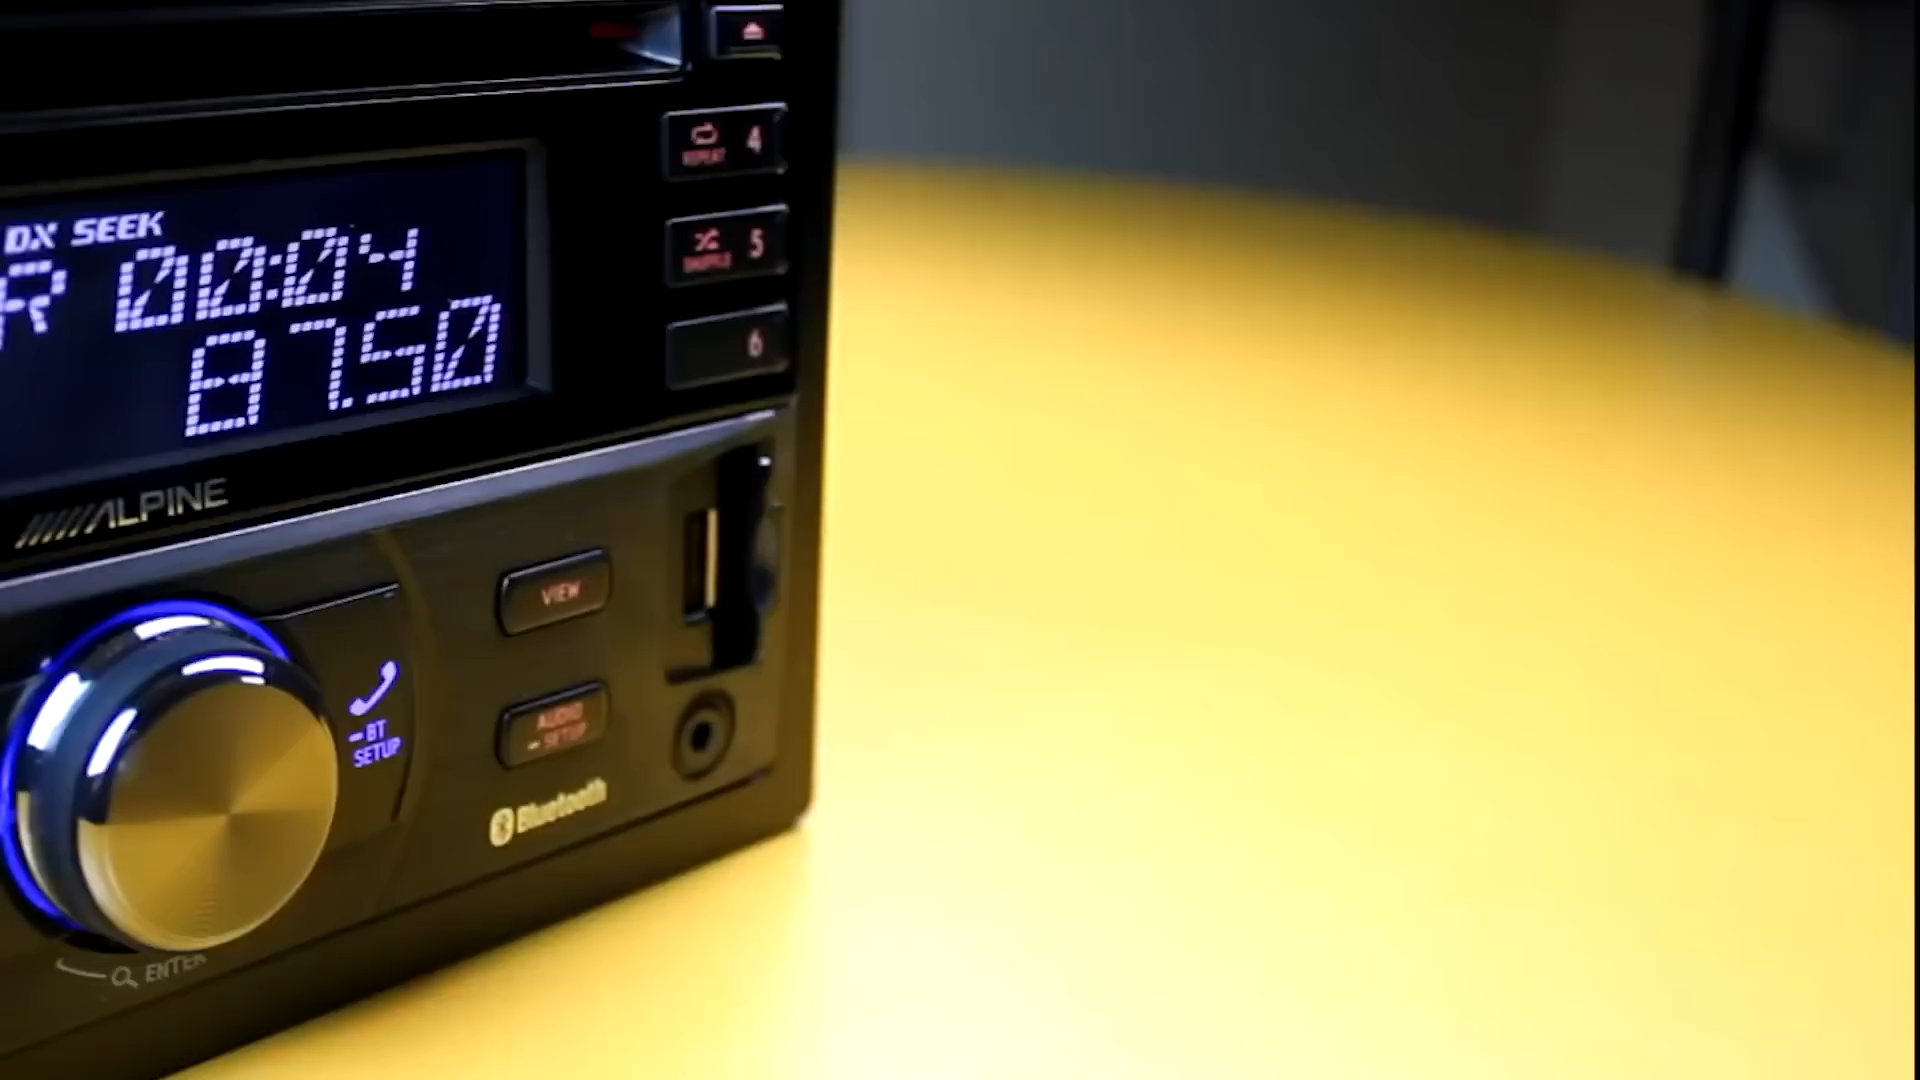 DX SEEK
R 00:04
87.50
ALPINE
REPEAT 4
SHUFFLE 5
6
VIEW
AUDIO
SETUP
BT
SETUP
Bluetooth
ENTER